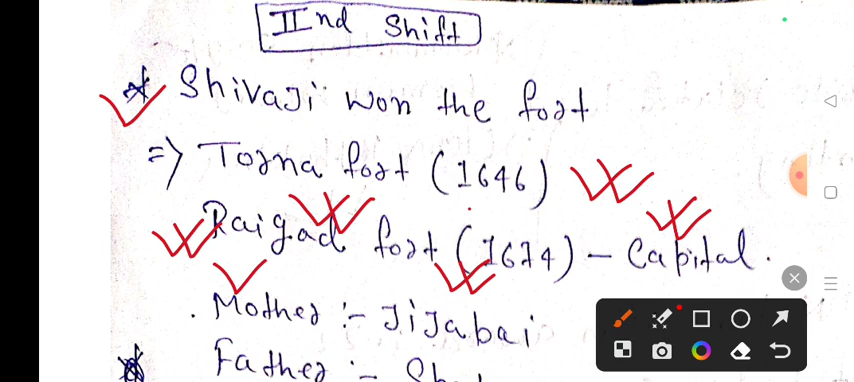 IInd Shift
* Shivaji won the fort
=> Torna fort (1646)
Raigad fort (1674) - Capital.
. Mother :- Jijabai
* Father :-